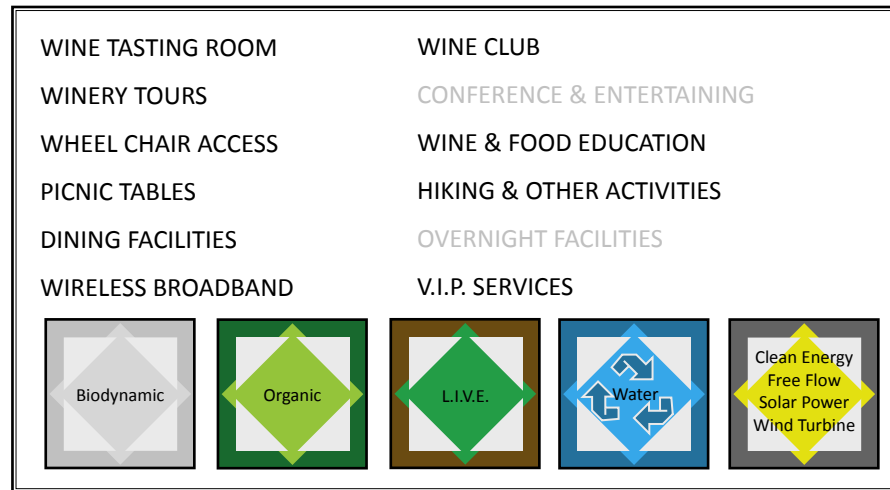 WINE TASTING ROOM
WINERY TOURS
WHEEL CHAIR ACCESS
PICNIC TABLES
DINING FACILITIES
WIRELESS BROADBAND
WINE CLUB
CONFERENCE & ENTERTAINING
WINE & FOOD EDUCATION
HIKING & OTHER ACTIVITIES
OVERNIGHT FACILITIES
V.I.P. SERVICES
Biodynamic
Organic
L.I.V.E.
Water
Clean Energy
Free Flow
Solar Power
Wind Turbine